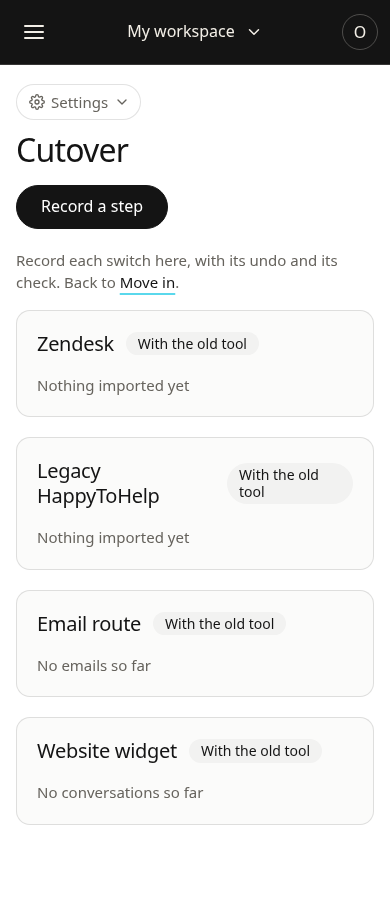 My workspace
O
Settings
Cutover
Record a step
Record each switch here, with its undo and its
check. Back to Move in.
Zendesk
With the old tool
Nothing imported yet
Legacy
HappyToHelp
With the old
tool
Nothing imported yet
Email route
With the old tool
No emails so far
Website widget
With the old tool
No conversations so far